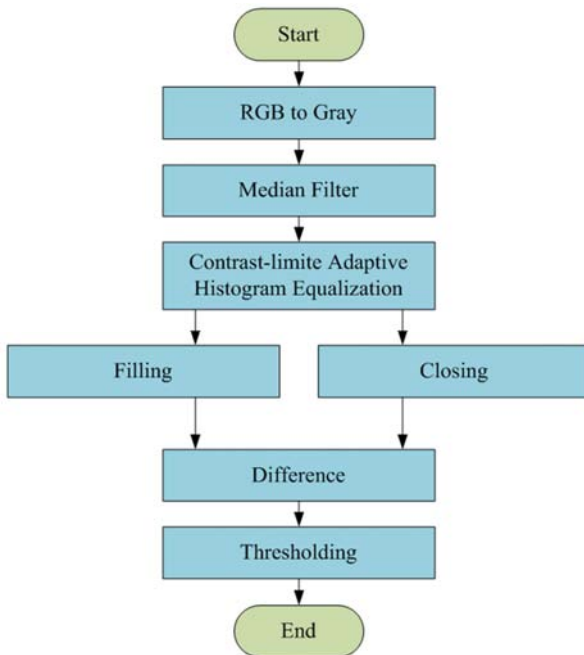 Start
RGB to Gray
Median Filter
Contrast-limite Adaptive
Histogram Equalization
Filling
Closing
Difference
Thresholding
End